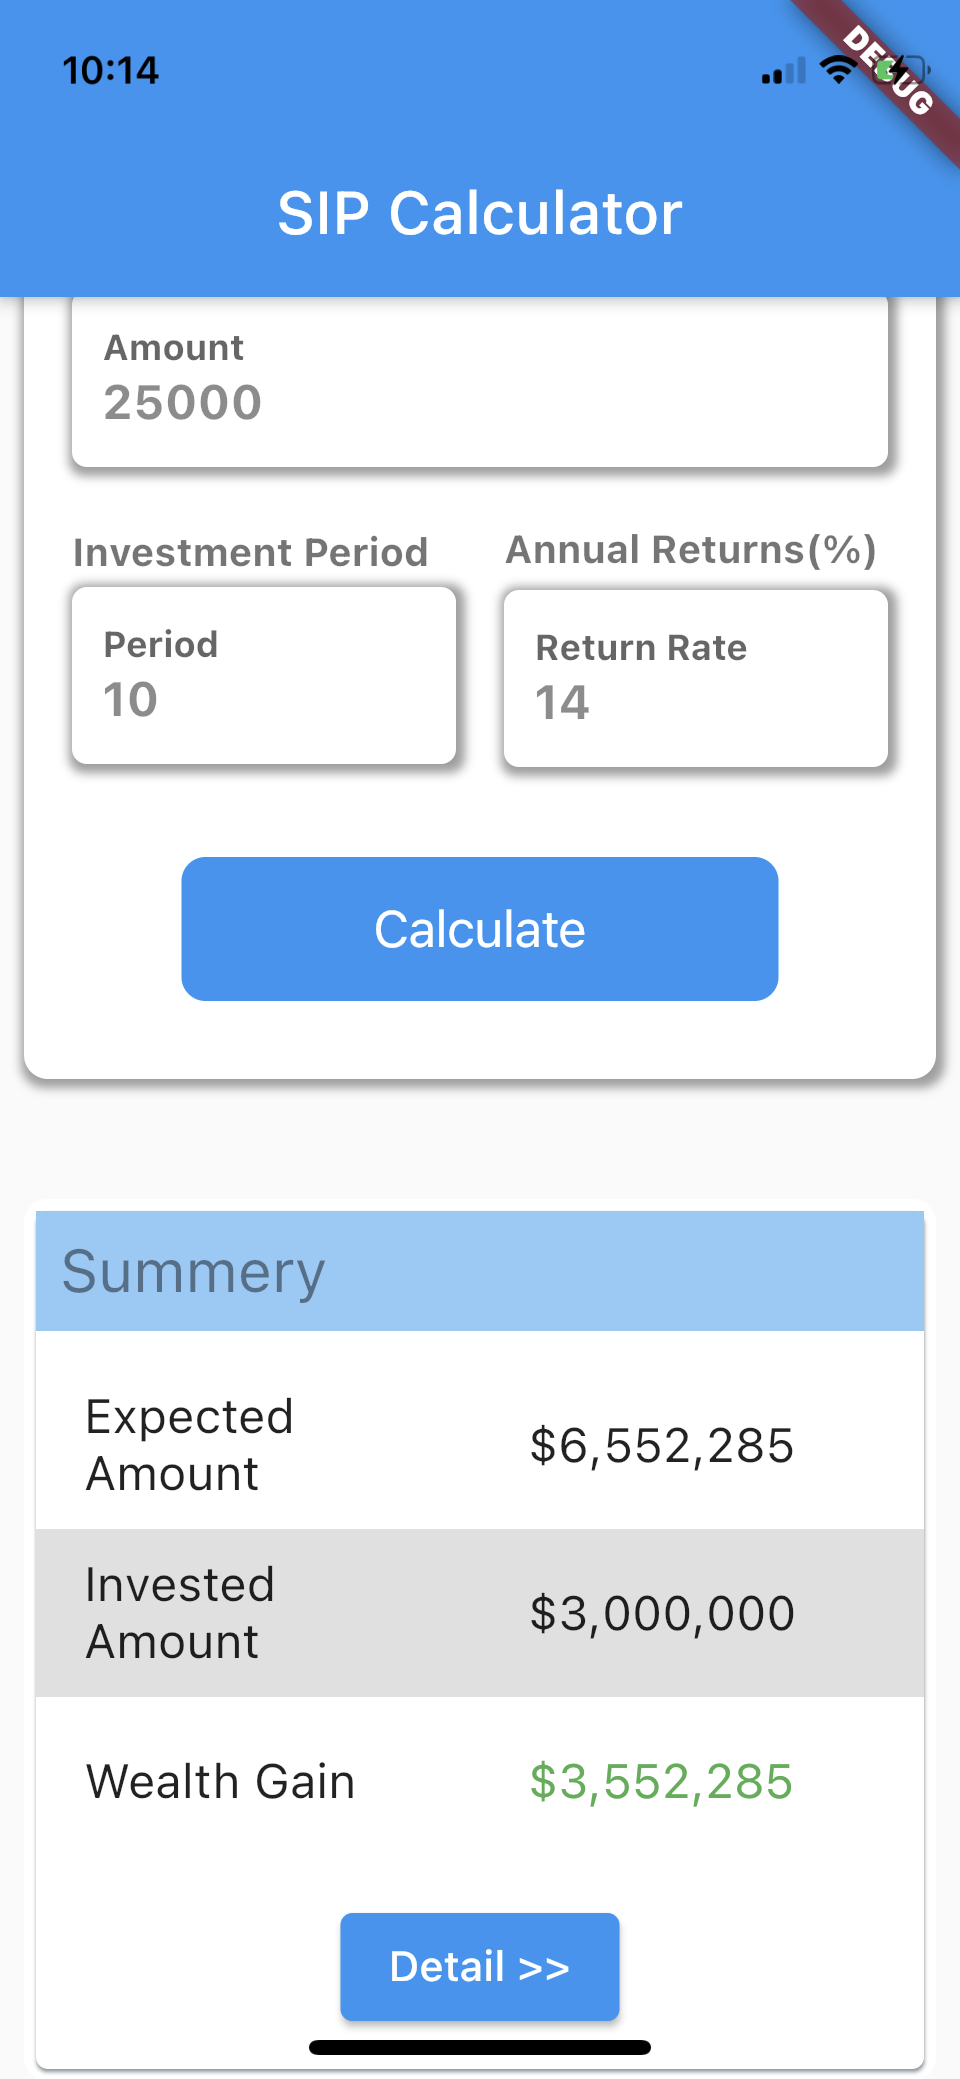 10:14
DEBUG
SIP Calculator
Amount
25000
Investment Period
Annual Returns(%)
Period
10
Return Rate
14
Calculate
Summery
Expected
Amount
$6,552,285
Invested
Amount
$3,000,000
Wealth Gain
$3,552,285
Detail >>